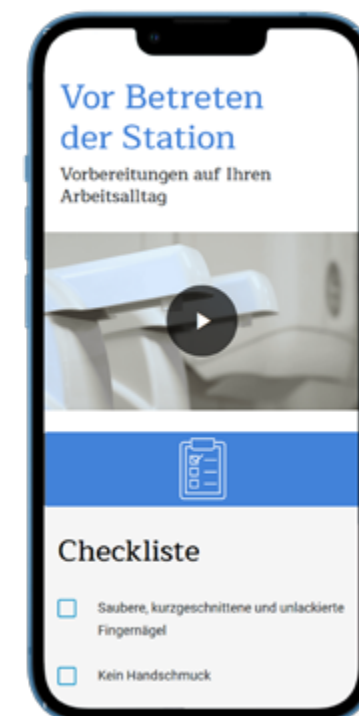 Vor Betreten
der Station
Vorbereitungen auf Ihren
Arbeitsalltag
Checkliste
Saubere, kurzgeschnittene und unlackierte
Fingernägel
Kein Handschmuck